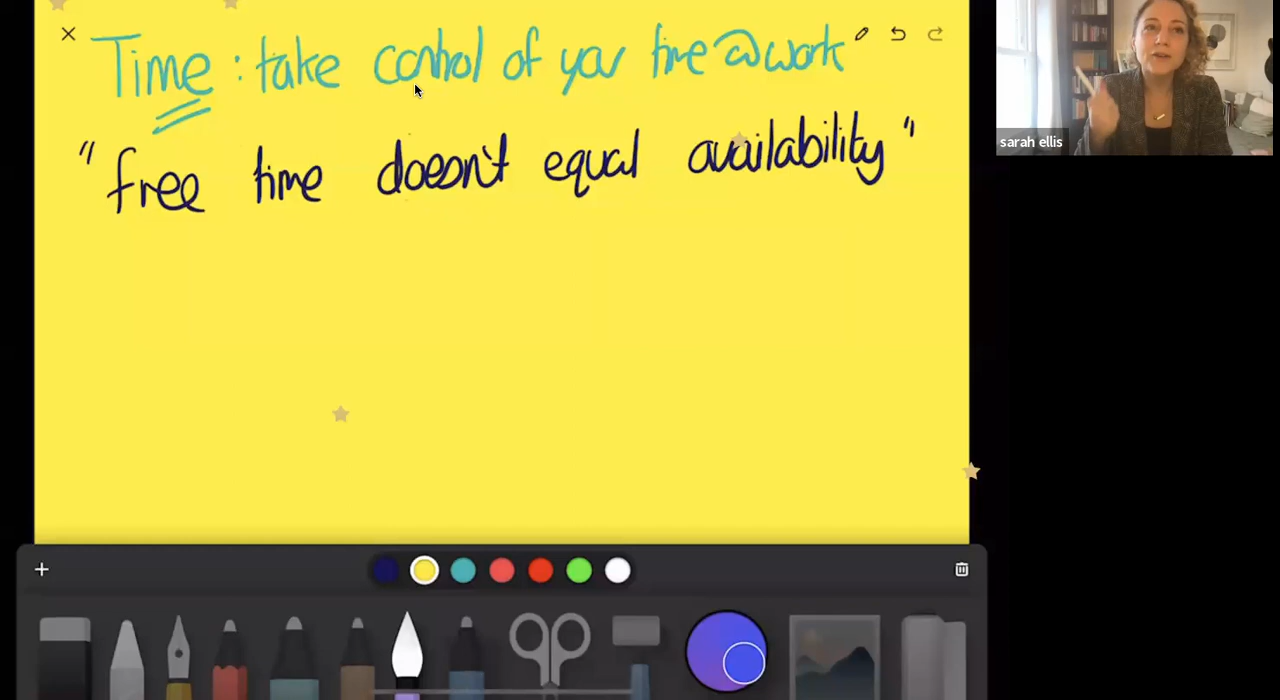 Time: take control of your time @ work
"free time doesn't equal availability"
sarah ellis